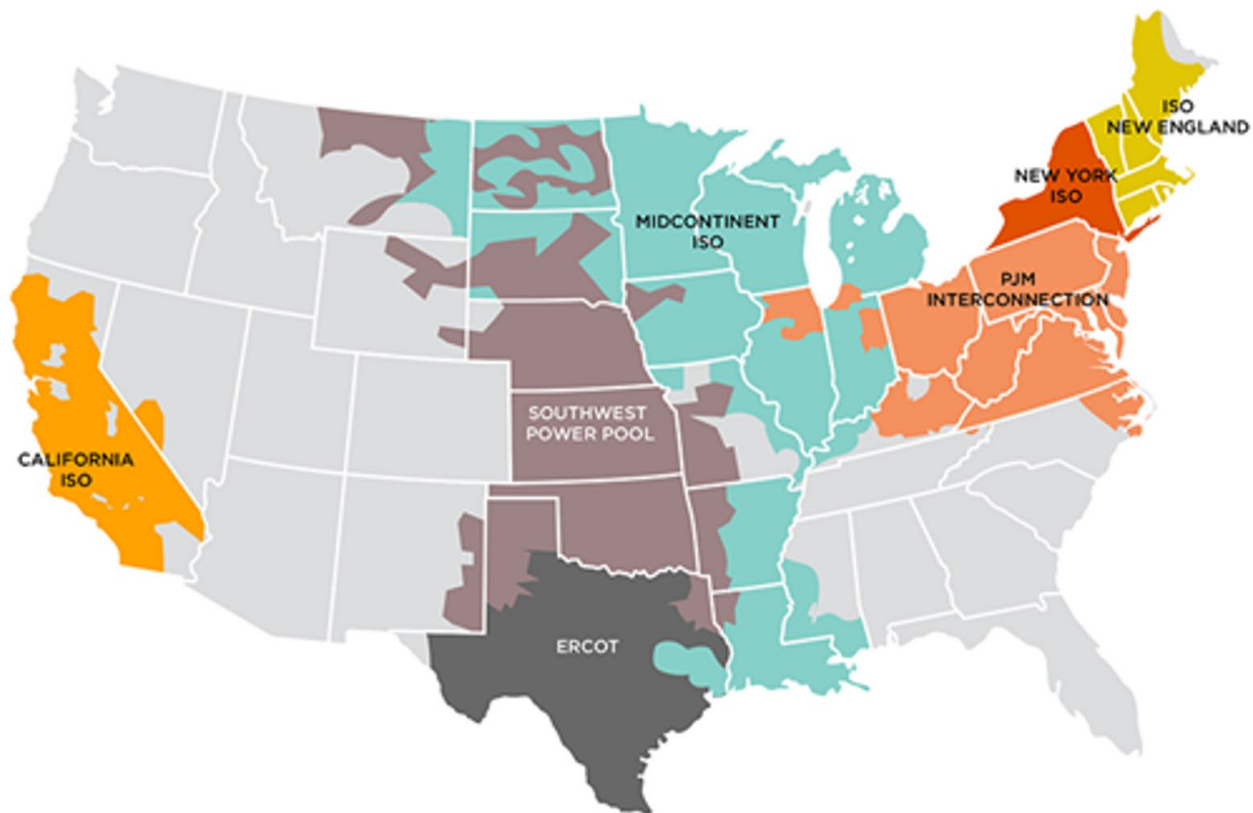 ISO
NEW ENGLAND
NEW YORK
ISO
MIDCONTINENT
ISO
PJM
INTERCONNECTION
SOUTHWEST
POWER POOL
CALIFORNIA
ISO
ERCOT